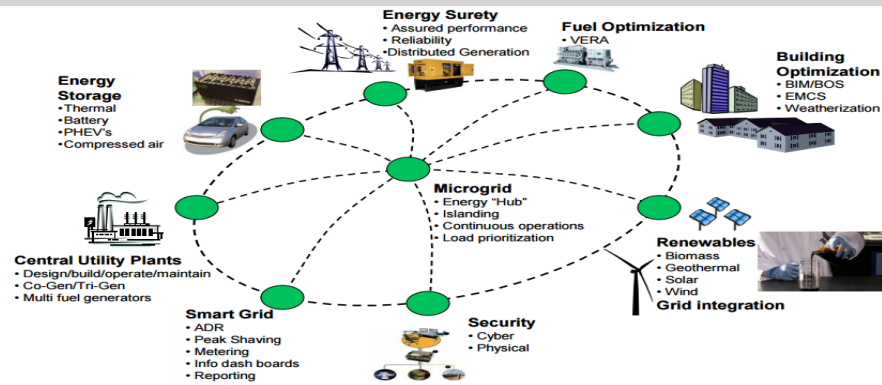 Energy Surety
• Assured performance
• Reliability
•Distributed Generation
Fuel Optimization
• VERA
Building
Optimization
• BIM/BOS
• EMCS
• Weatherization
Energy
Storage
•Thermal
•Battery
•PHEV's
•Compressed air
Microgrid
• Energy "Hub"
• Islanding
• Continuous operations
• Load prioritization
Central Utility Plants
• Design/build/operate/maintain
• Co-Gen/Tri-Gen
• Multi fuel generators
Renewables
• Biomass
• Geothermal
• Solar
• Wind
Grid integration
Smart Grid
• ADR
• Peak Shaving
• Metering
• Info dash boards
• Reporting
Security
• Cyber
• Physical